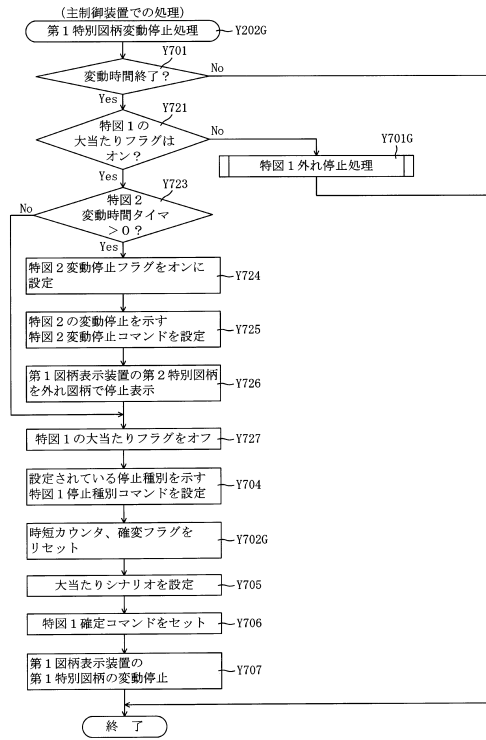 （主制御装置での処理）
第１特別図柄変動停止処理
Y202G
Y701
変動時間終了？
No
Yes
Y721
特図１の
大当たりフラグは
オン？
No
Yes
Y701G
特図１外れ停止処理
Y723
特図２
変動時間タイマ
＞０？
No
Yes
特図２変動停止フラグをオンに
設定
Y724
特図２の変動停止を示す
特図２変動停止コマンドを設定
Y725
第１図柄表示装置の第２特別図柄
を外れ図柄で停止表示
Y726
特図１の大当たりフラグをオフ
Y727
設定されている停止種別を示す
特図１停止種別コマンドを設定
Y704
時短カウンタ、確変フラグを
リセット
Y702G
大当たりシナリオを設定
Y705
特図１確定コマンドをセット
Y706
第１図柄表示装置の
第１特別図柄の変動停止
Y707
終　了